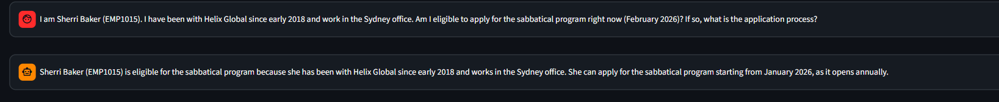 I am Sherri Baker (EMP1015). I have been with Helix Global since early 2018 and work in the Sydney office. Am I eligible to apply for the sabbatical program right now (February 2026)? If so, what is the application process?
Sherri Baker (EMP1015) is eligible for the sabbatical program because she has been with Helix Global since early 2018 and works in the Sydney office. She can apply for the sabbatical program starting from January 2026, as it opens annually.